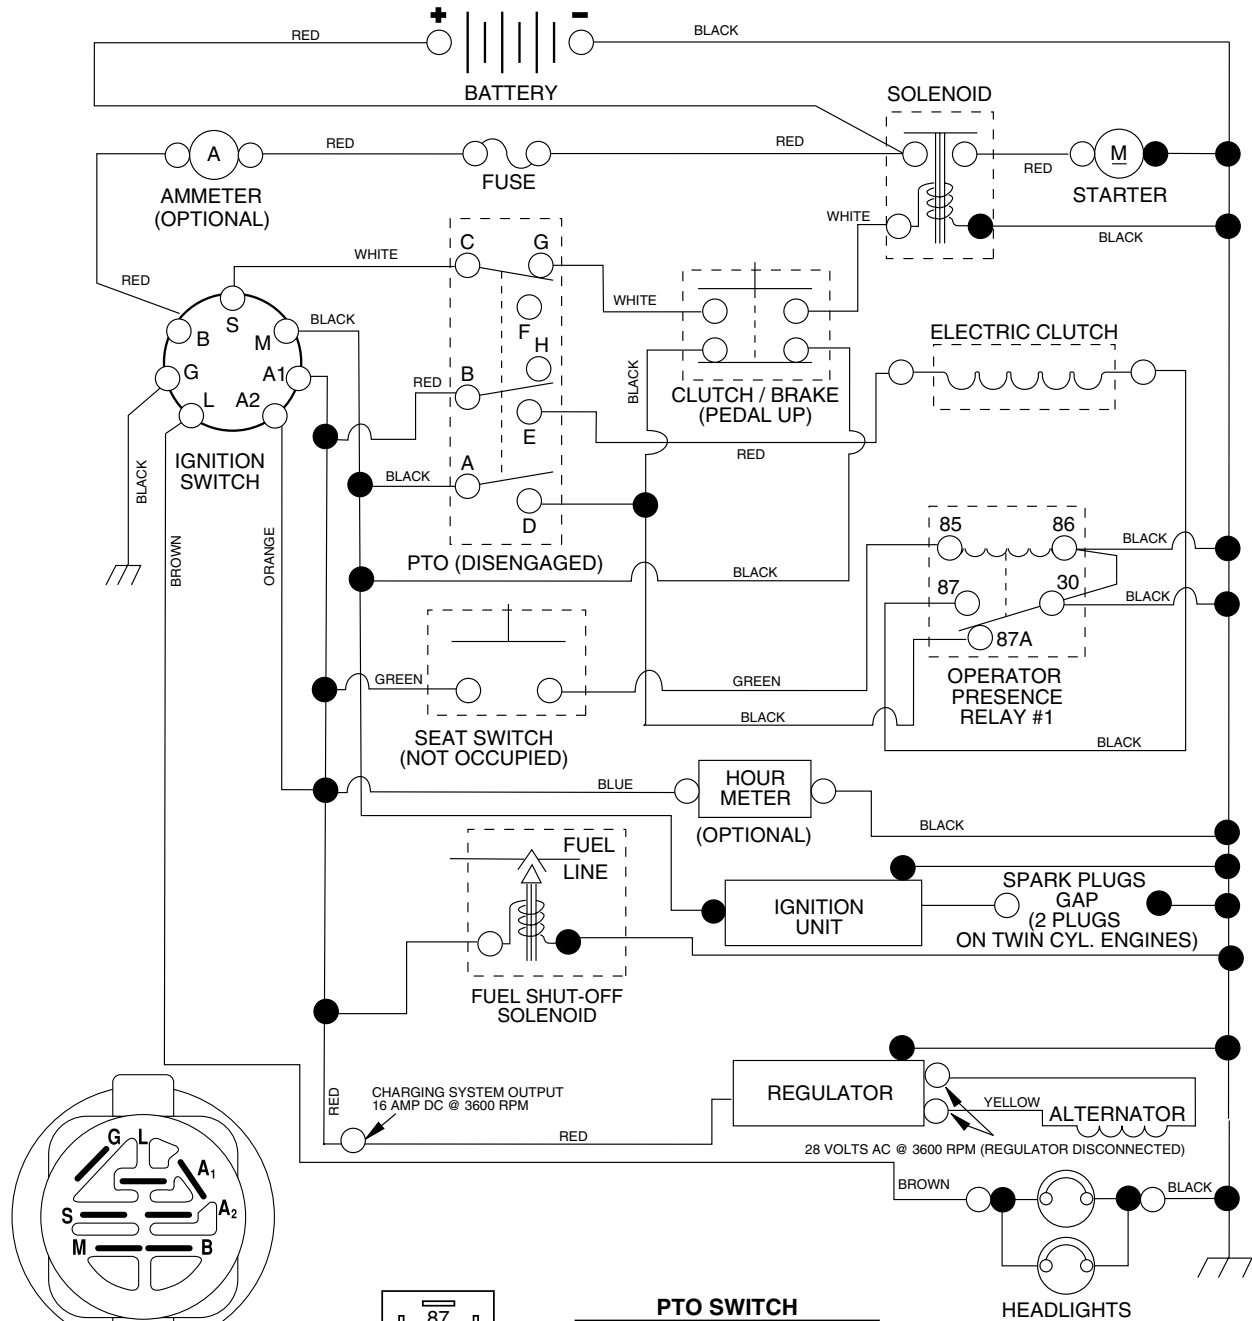 + −
RED
BLACK
BATTERY
SOLENOID
RED
RED
A
M
RED
FUSE
AMMETER
(OPTIONAL)
STARTER
WHITE
BLACK
C G
WHITE
RED
S
WHITE
BLACK
F
B M
ELECTRIC CLUTCH
H
G A1
RED B
BLACK
CLUTCH / BRAKE
(PEDAL UP)
L A2
E
RED
IGNITION
SWITCH
BLACK
A
BLACK
BROWN
ORANGE
D
85 86
BLACK
PTO (DISENGAGED)
BLACK
87 30
BLACK
87A
GREEN
GREEN
OPERATOR
PRESENCE
RELAY #1
BLACK
SEAT SWITCH
(NOT OCCUPIED)
BLACK
BLUE
HOUR
METER
(OPTIONAL)
BLACK
FUEL
LINE
IGNITION
UNIT
SPARK PLUGS
GAP
(2 PLUGS
ON TWIN CYL. ENGINES)
FUEL SHUT-OFF
SOLENOID
RED
CHARGING SYSTEM OUTPUT
16 AMP DC @ 3600 RPM
REGULATOR
YELLOW
ALTERNATOR
RED
28 VOLTS AC @ 3600 RPM (REGULATOR DISCONNECTED)
G L
A1
BROWN
BLACK
S A2
M B
HEADLIGHTS
87
PTO SWITCH